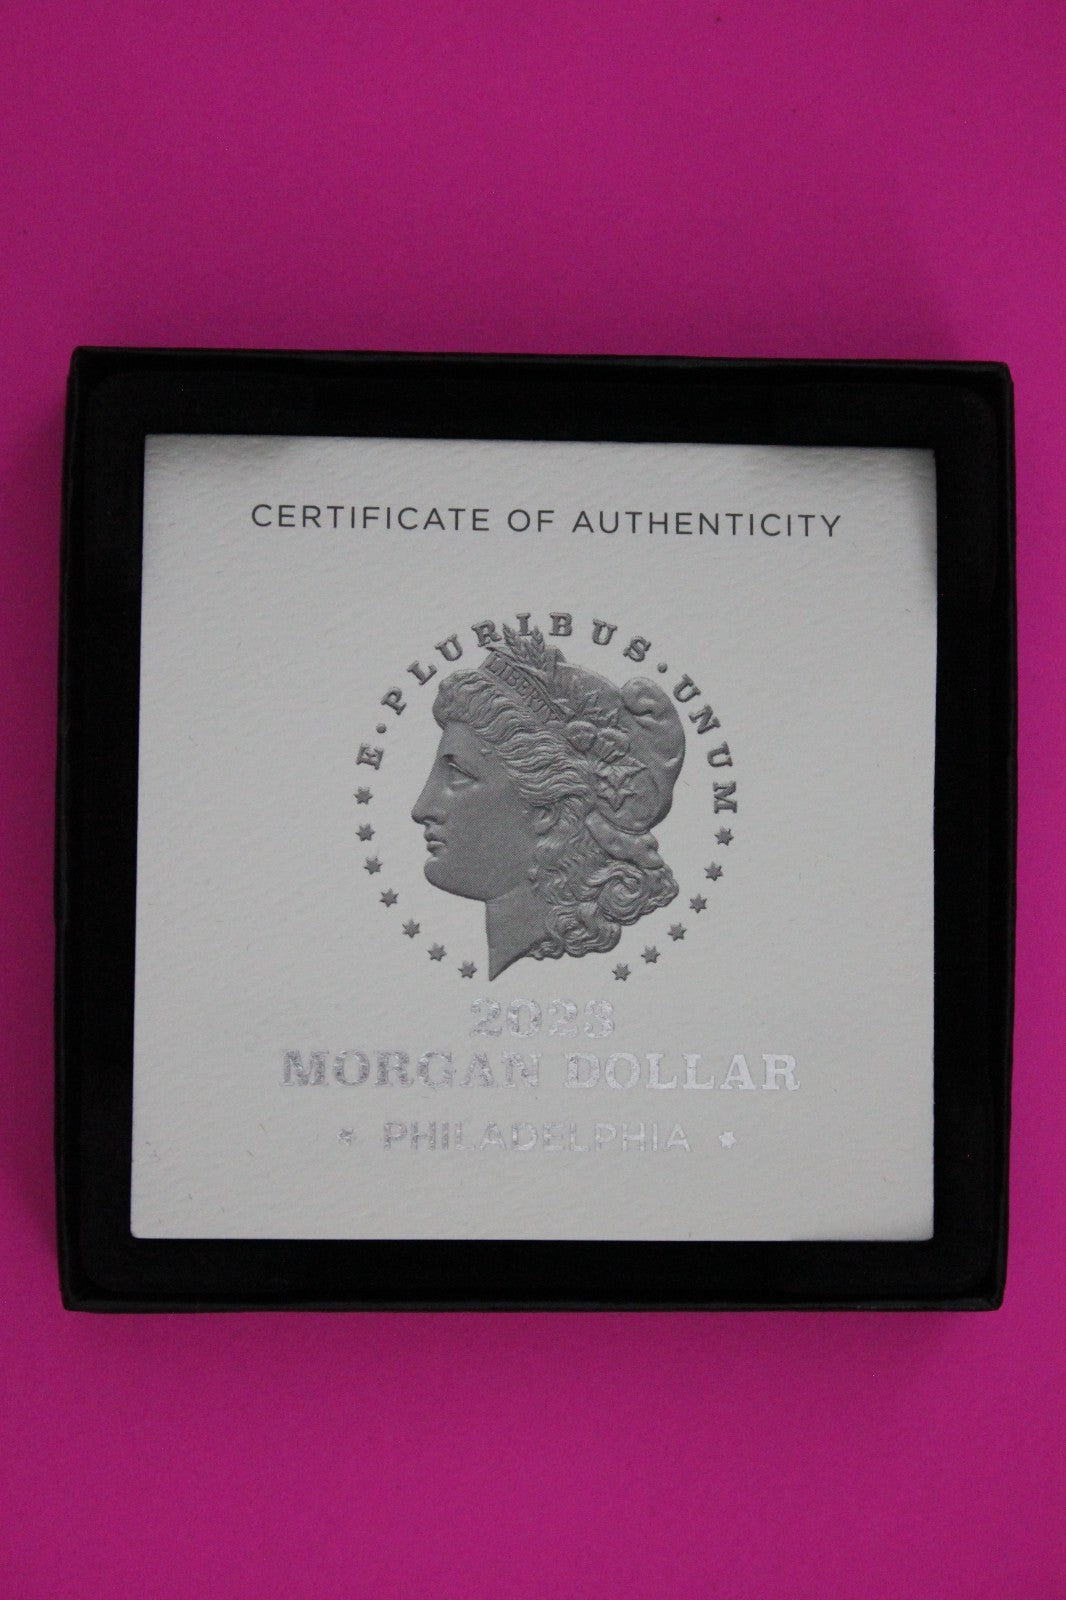 CERTIFICATE OF AUTHENTICITY
E · PLURIBUS · UNUM
LIBERTY
2023
MORGAN DOLLAR
* PHILADELPHIA *